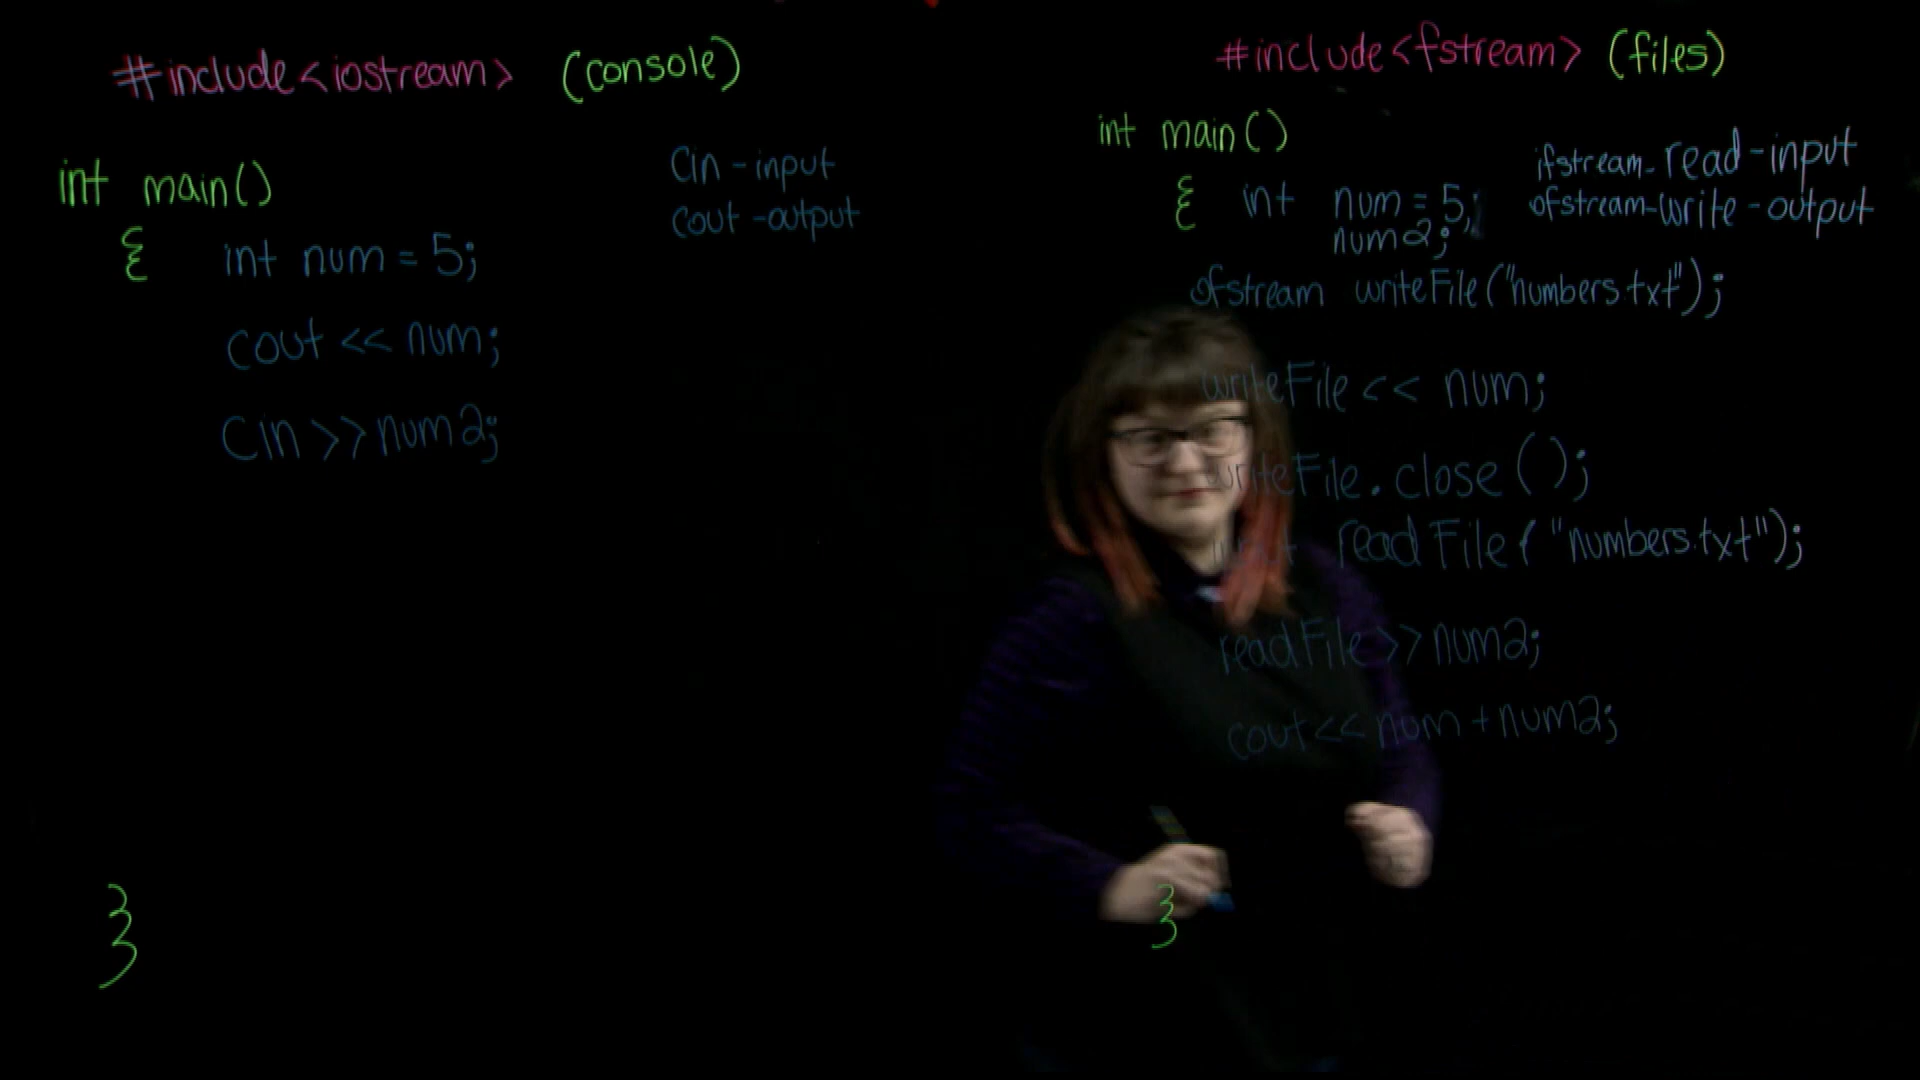 #include<iostream> (console)
int main()
{ int num = 5;
cout << num;
Cin >> num2;
}
Cin - input
cout - output
#include<fstream> (files)
int main()
{ int num = 5,
num2;
ifstream - read - input
ofstream - write - output
ofstream writeFile("numbers.txt");
writeFile << num;
writeFile.close();
readFile("numbers.txt");
readFile >> num2;
cout << num + num2;
}